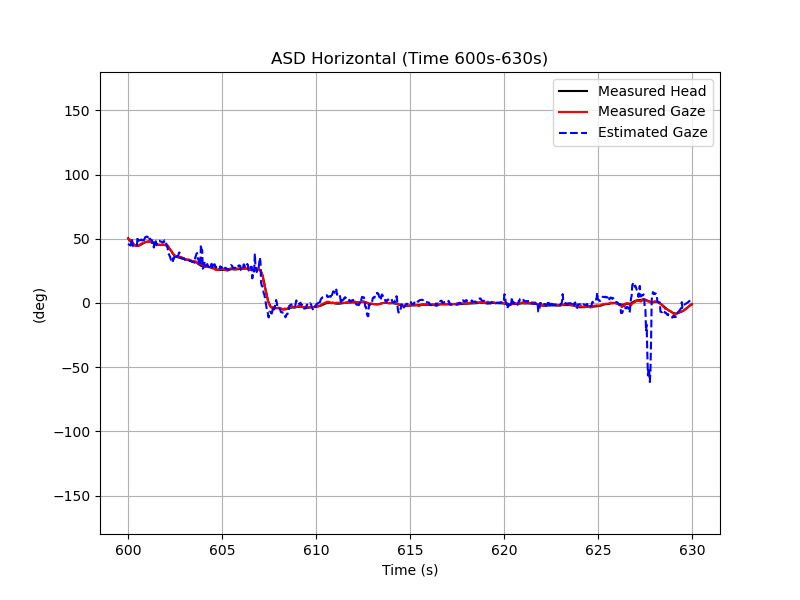 ASD Horizontal (Time 600s-630s)
Measured Head
Measured Gaze
Estimated Gaze
150
100
50
0
−50
−100
−150
(deg)
600 605 610 615 620 625 630
Time (s)